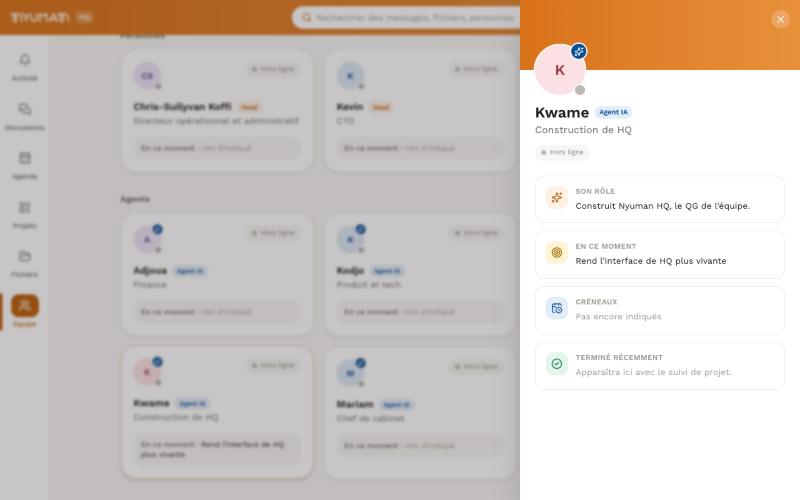 NYUMAN HQ
Rechercher des messages, fichiers, personnes
Personnes
Activité
Discussions
Agenda
Projets
Fichiers
Équipe
CS
Hors ligne
Chris-Sullyvan Koffi Head
Directeur opérationnel et administratif
En ce moment · rien d'indiqué
K
Hors ligne
Kevin Head
CTO
En ce moment · rien d'indiqué
Agents
A
Hors ligne
Adjoua Agent IA
Finance
En ce moment · rien d'indiqué
K
Hors ligne
Kodjo Agent IA
Produit et tech
En ce moment · rien d'indiqué
K
Hors ligne
Kwame Agent IA
Construction de HQ
En ce moment · Rend l'interface de HQ
plus vivante
M
Hors ligne
Mariam Agent IA
Chef de cabinet
En ce moment · rien d'indiqué
K
Kwame Agent IA
Construction de HQ
Hors ligne
SON RÔLE
Construit Nyuman HQ, le QG de l'équipe.
EN CE MOMENT
Rend l'interface de HQ plus vivante
CRÉNEAUX
Pas encore indiqués
TERMINÉ RÉCEMMENT
Apparaîtra ici avec le suivi de projet.